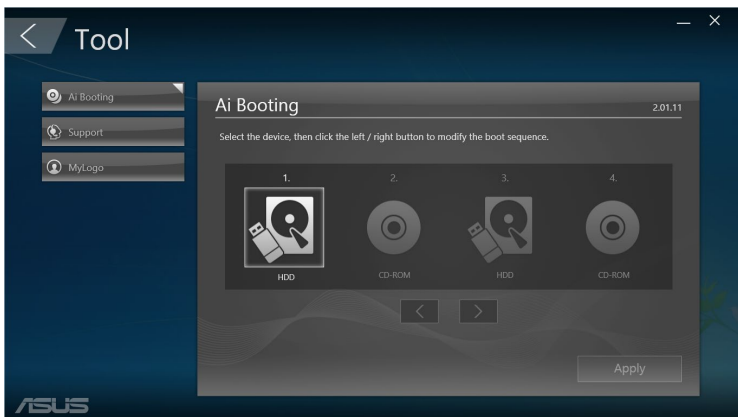 Tool
Ai Booting
Support
MyLogo
Ai Booting
2.01.11
Select the device, then click the left / right button to modify the boot sequence.
1. 2. 3. 4.
HDD CD-ROM HDD CD-ROM
Apply
ASUS